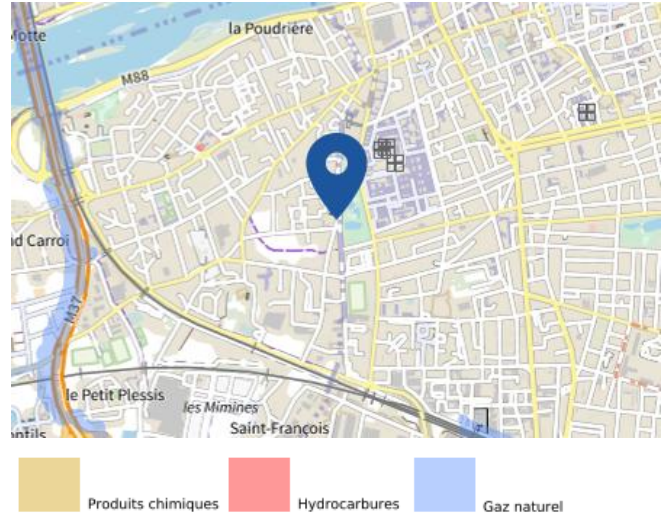 Motte
la Poudrière
M88
nd Carroi
M37
le Petit Plessis
les Mimines
ontils
Saint-François
Produits chimiques
Hydrocarbures
Gaz naturel